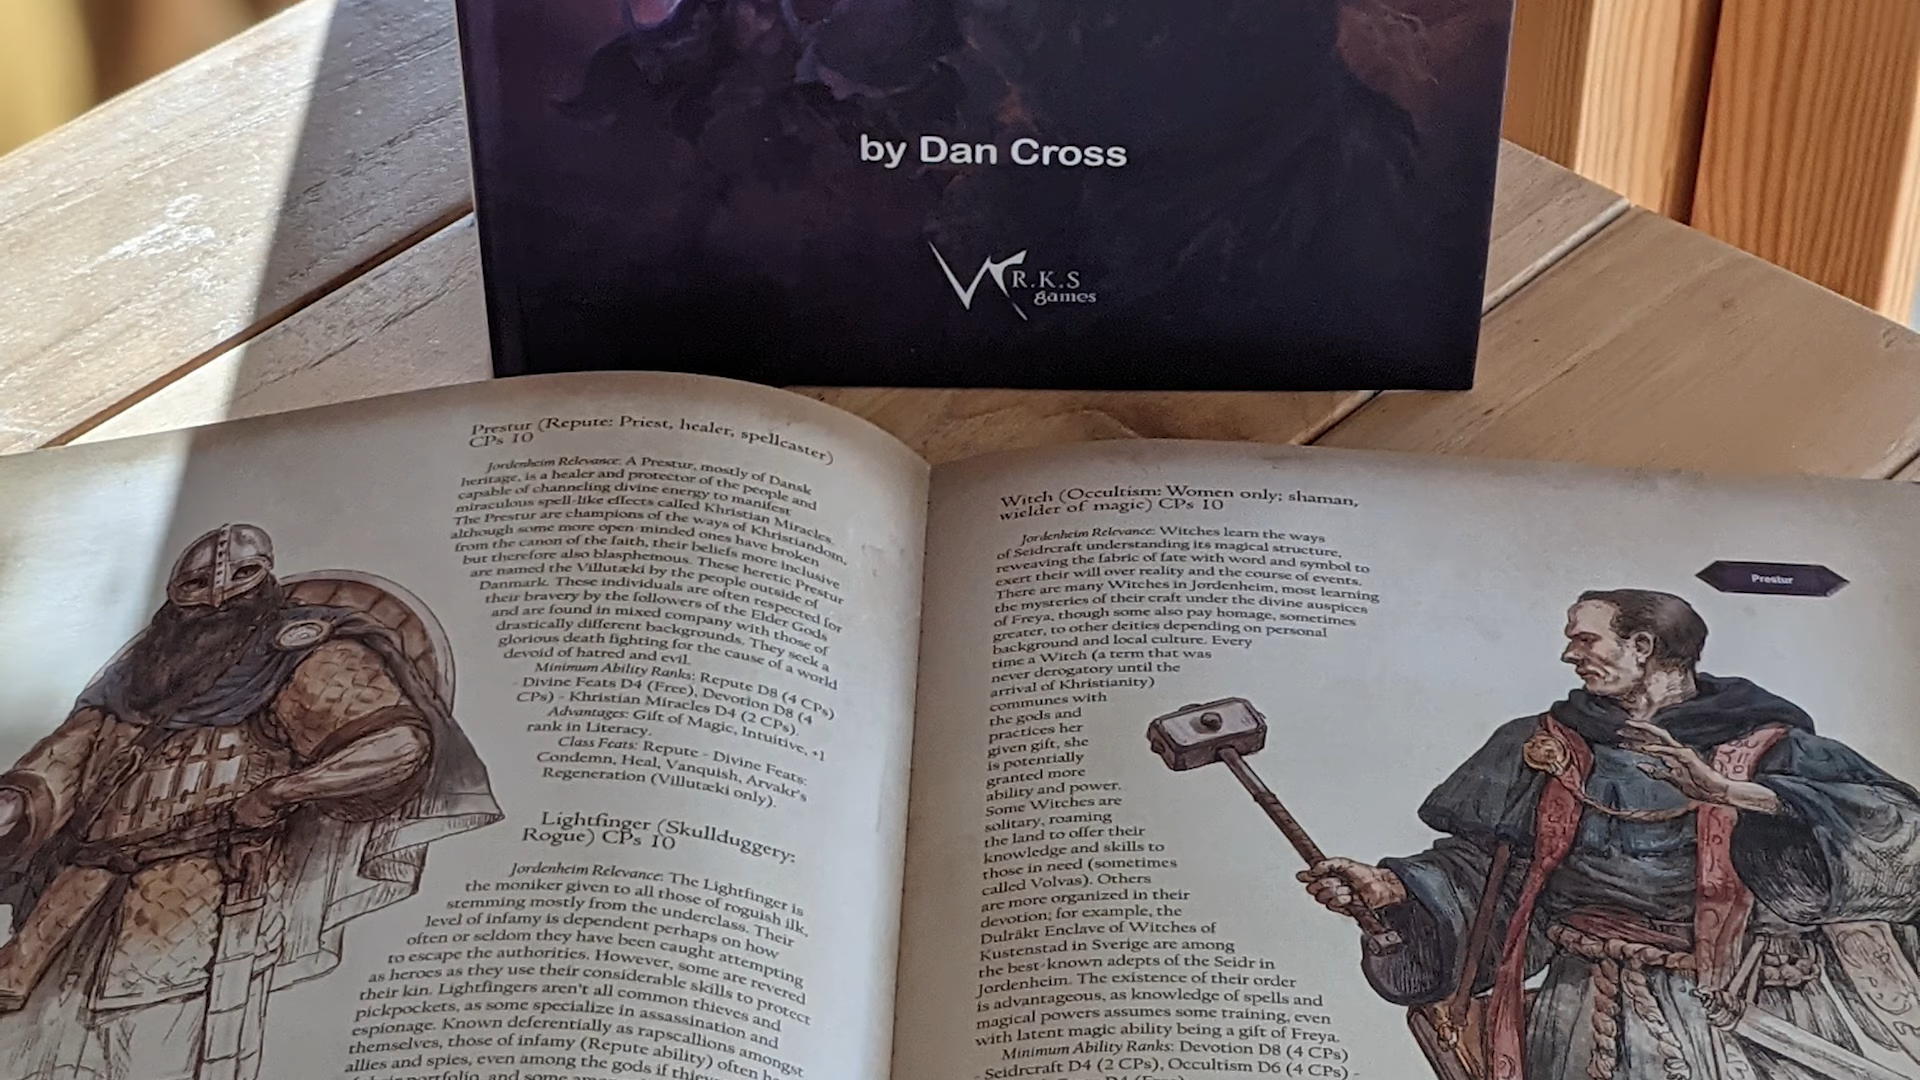 by Dan Cross
R.K.S
games
Prestur (Repute: Priest, healer, spellcaster)
CPs 10
Jordenheim Relevance: A Prestur, mostly of Dansk
heritage, is a healer and protector of the people and
capable of channeling divine energy to manifest
miraculous spell-like effects called Khristian Miracles.
The Prestur are champions of the ways of Khristiandom,
although some more open-minded ones have broken
from the canon of the faith, their beliefs more inclusive
but therefore also blasphemous. These heretic Prestur
are named the Villutæki by the people outside of
Danmark. These individuals are often respected for
their bravery by the followers of the Elder Gods
and are found in mixed company with those of
drastically different backgrounds. They seek a
glorious death fighting for the cause of a world
devoid of hatred and evil.
Minimum Ability Ranks: Repute D8 (4 CPs)
- Divine Feats D4 (Free), Devotion D8 (4
CPs) - Khristian Miracles D4 (2 CPs).
Advantages: Gift of Magic, Intuitive, +1
rank in Literacy.
Class Feats: Repute - Divine Feats:
Condemn, Heal, Vanquish, Arvakr's
Regeneration (Villutæki only).
Lightfinger (Skullduggery:
Rogue) CPs 10
Jordenheim Relevance: The Lightfinger is
the moniker given to all those of roguish ilk,
stemming mostly from the underclass. Their
level of infamy is dependent perhaps on how
often or seldom they have been caught attempting
to escape the authorities. However, some are revered
as heroes as they use their considerable skills to protect
their kin. Lightfingers aren't all common thieves and
pickpockets, as some specialize in assassination and
espionage. Known deferentially as rapscallions amongst
themselves, those of infamy (Repute ability) often
allies and spies, even among the gods if
portfolio, and some
Witch (Occultism: Women only; shaman,
wielder of magic) CPs 10
Jordenheim Relevance: Witches learn the ways
of Seidrcraft understanding its magical structure,
reweaving the fabric of fate with word and symbol to
exert their will over reality and the course of events.
There are many Witches in Jordenheim, most learning
the mysteries of their craft under the divine auspices
of Freya, though some also pay homage, sometimes
greater, to other deities depending on personal
background and local culture. Every
time a Witch (a term that was
never derogatory until the
arrival of Khristianity)
communes with
the gods and
practices her
given gift, she
is potentially
granted more
ability and power.
Some Witches are
solitary, roaming
the land to offer their
knowledge and skills to
those in need (sometimes
called Volvas). Others
are more organized in their
devotion; for example, the
Dulräkt Enclave of Witches of
Kustenstad in Sverige are among
the best-known adepts of the Seidr in
Jordenheim. The existence of their order
is advantageous, as knowledge of spells and
magical powers assumes some training, even
with latent magic ability being a gift of Freya.
Minimum Ability Ranks: Devotion D8 (4 CPs)
- Seidrcraft D4 (2 CPs), Occultism D6 (4 CPs) -
D4 (Free)
Prestur